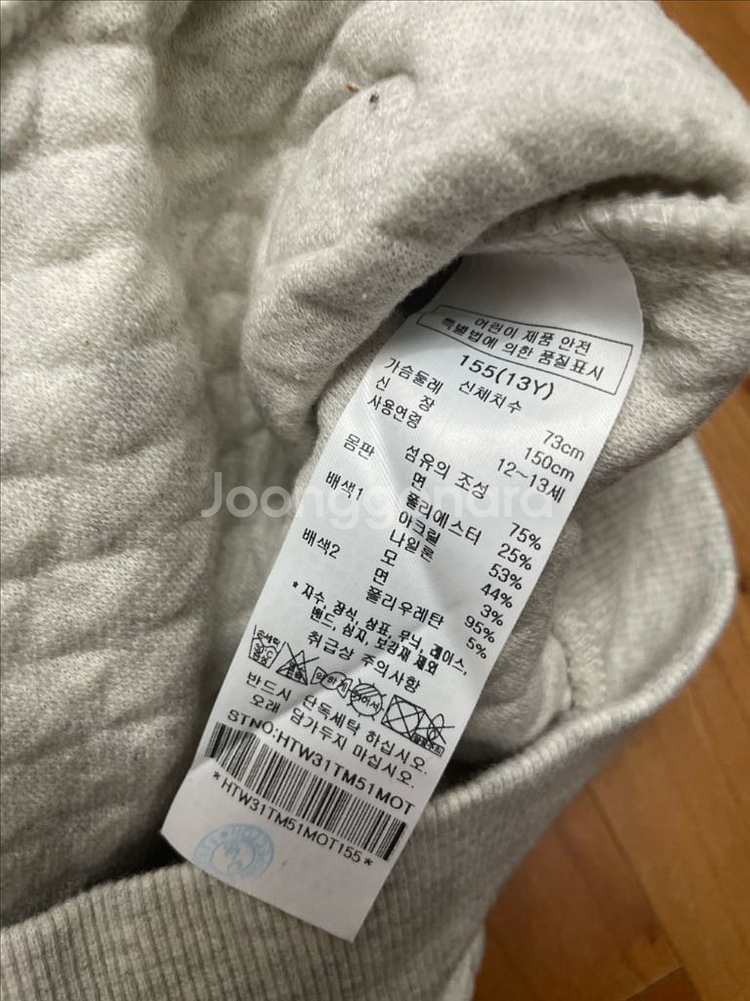 어린이 제품 안전
특별법에 의한 품질표시
155(13Y)
신체치수
가슴둘레 73cm
신 장 150cm
사용연령 12~13세
섬유의 조성
몸판 면 75%
폴리에스터 25%
배색1 아크릴 53%
나일론 44%
모 3%
배색2 면 95%
폴리우레탄 5%
* 자수, 장식, 상표, 무늬, 레이스,
밴드, 심지, 보강재 제외
취급상 주의사항
반드시 단독세탁 하십시오.
오래 담가두지 마십시오.
STNO:HTW31TM51MOT
*HTW31TM51MOT155*
Joonggonara